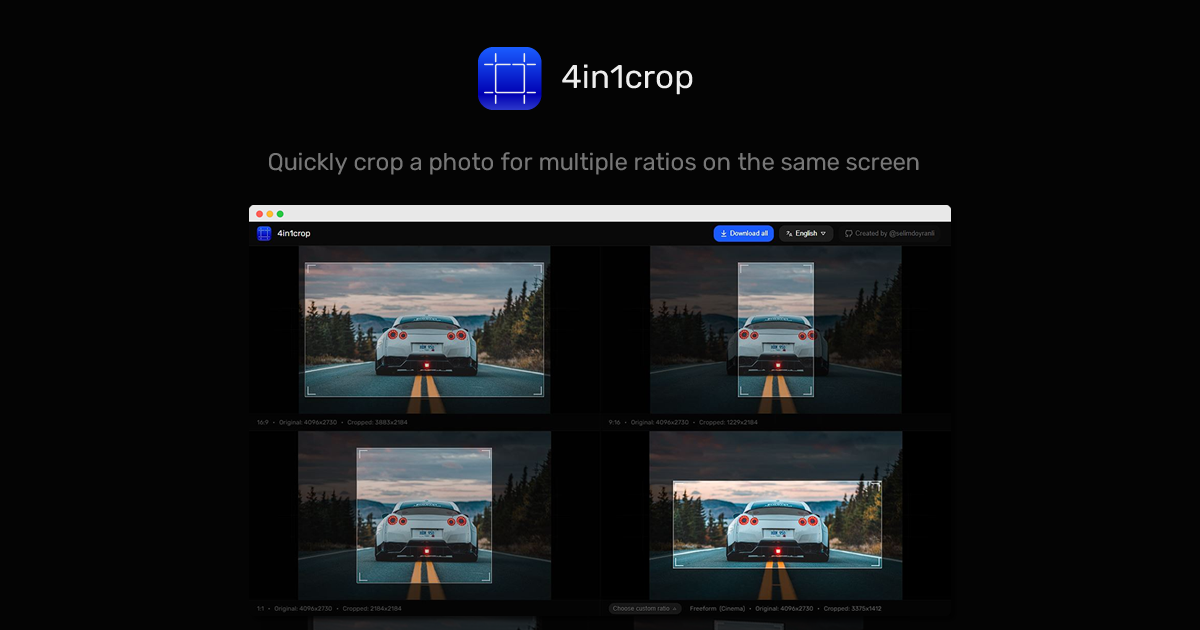 4in1crop
Quickly crop a photo for multiple ratios on the same screen
4in1crop
Download all
English
Created by @selimdoyranli
16:9 • Original: 4096x2730 • Cropped: 3883x2184
9:16 • Original: 4096x2730 • Cropped: 1229x2184
1:1 • Original: 4096x2730 • Cropped: 2184x2184
Choose custom ratio
Freeform (Cinema) • Original: 4096x2730 • Cropped: 3375x1412